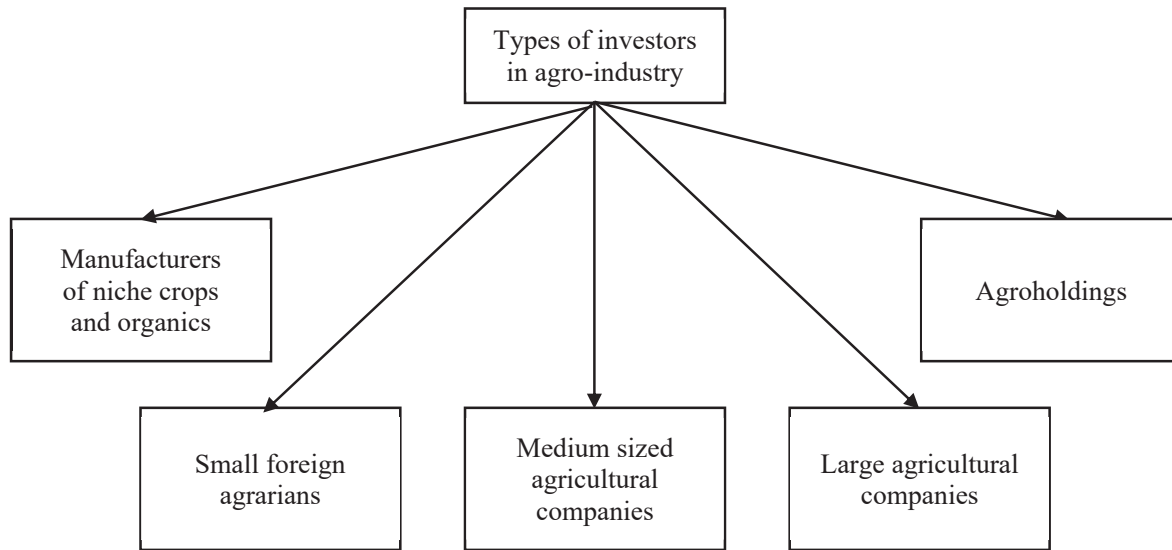 Types of investors
in agro-industry
Manufacturers
of niche crops
and organics
Agroholdings
Small foreign
agrarians
Medium sized
agricultural
companies
Large agricultural
companies